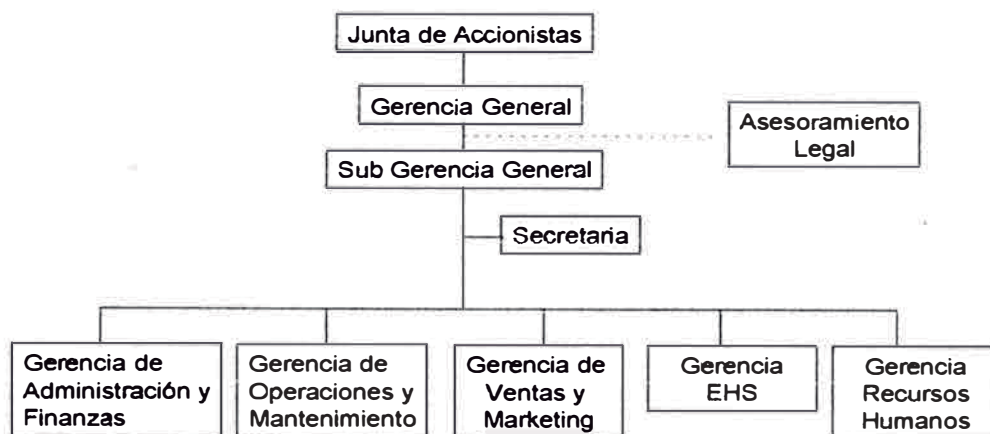 Junta de Accionistas
Gerencia General
Asesoramiento
Legal
Sub Gerencia General
Secretaria
Gerencia de
Administración y
Finanzas
Gerencia de
Operaciones y
Mantenimiento
Gerencia de
Ventas y
Marketing
Gerencia
EHS
Gerencia
Recursos
Humanos